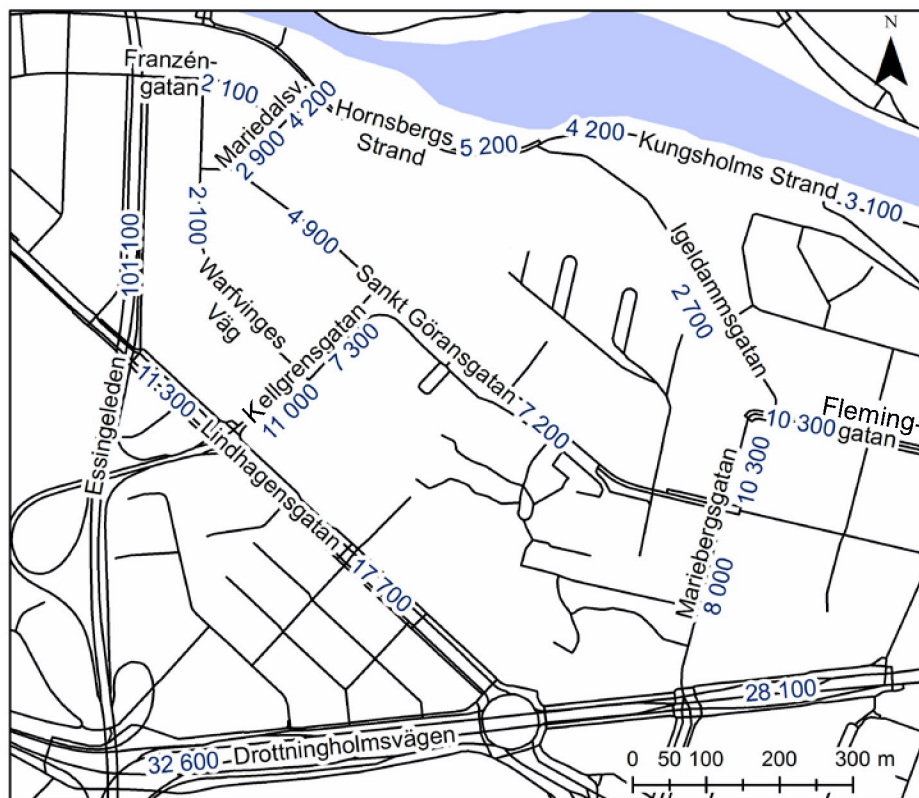 N
Franzén-
gatan
2 100
Mariedalsv.
4 200
2 900
Hornsbergs
Strand
5 200
4 200
Kungsholms Strand
3 100
2 100
4 900
Igeldammsgatan
2 700
101 100
Warfvinges
Väg
Sankt Göransgatan
7 200
Kellgrensgatan
7 300
11 000
11 300
Lindhagensgatan
17 700
Essingeleden
Fleming-
gatan
10 300
10 300
Mariebergsgatan
8 000
28 100
32 600
Drottningholmsvägen
0 50 100 200 300 m